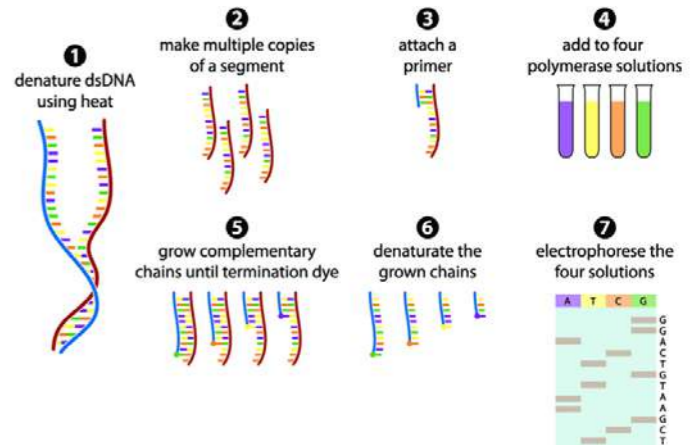 1
denature dsDNA
using heat
2
make multiple copies
of a segment
3
attach a
primer
4
add to four
polymerase solutions
5
grow complementary
chains until termination dye
6
denaturate the
grown chains
7
electrophorese the
four solutions
A T C G
G
G
A
C
T
G
T
A
A
G
C
T